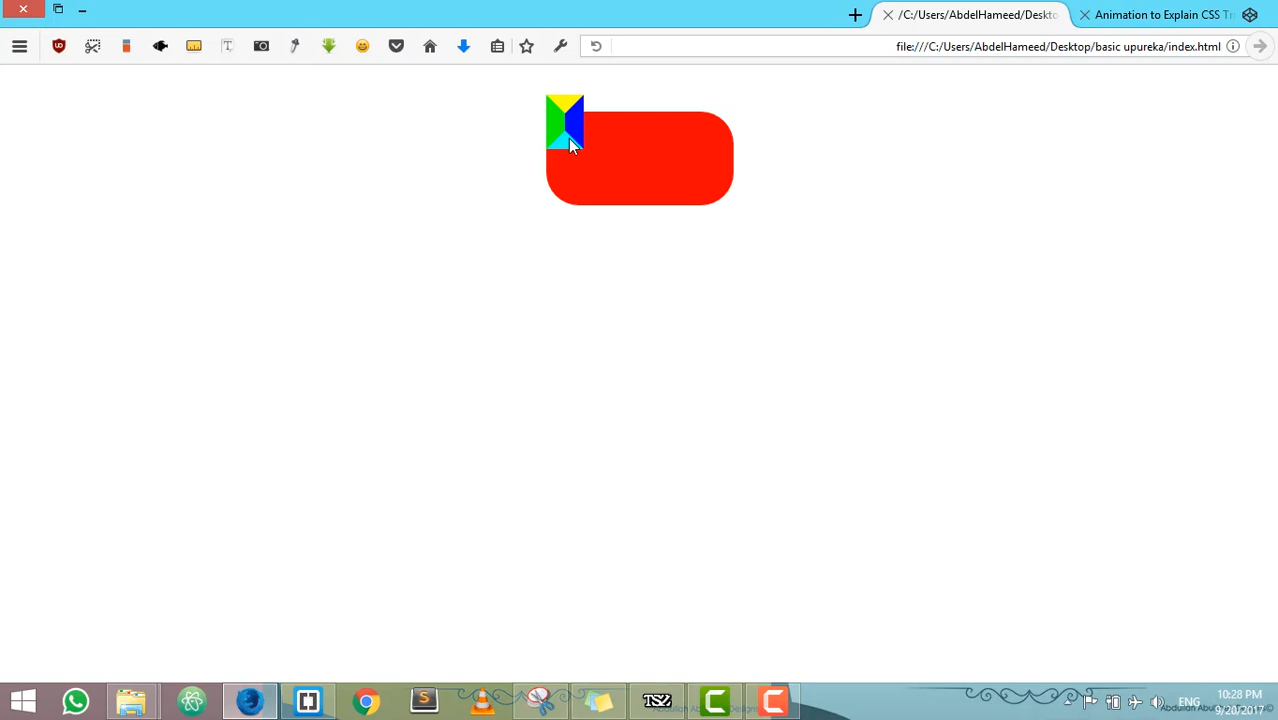 /C:/Users/AbdelHameed/Deskto
Animation to Explain CSS Tr
file:///C:/Users/AbdelHameed/Desktop/basic upureka/index.html
ENG
10:28 PM
9/20/2017